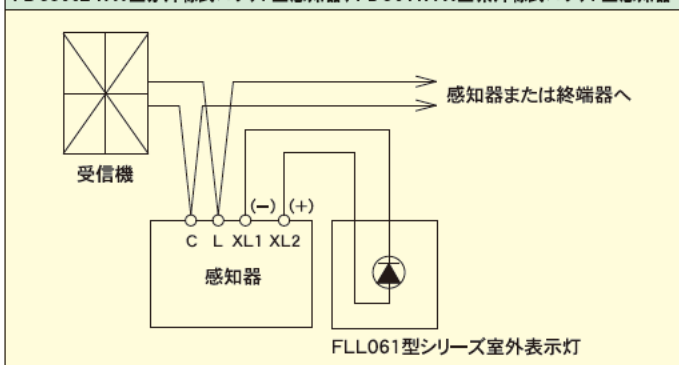 感知器または終端器へ
受信機
(−) (+)
C L XL1 XL2
感知器
FLL061型シリーズ室外表示灯